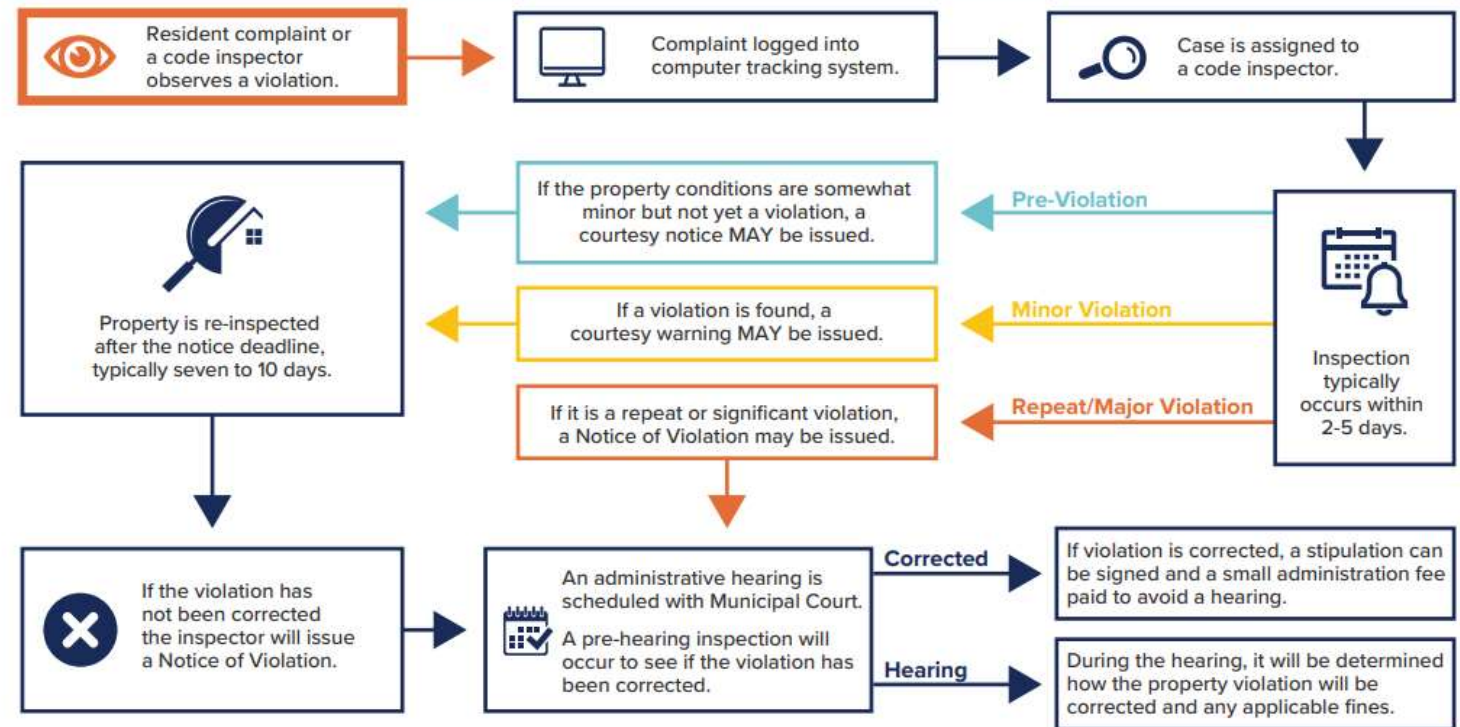 Resident complaint or
a code inspector
observes a violation.
Complaint logged into
computer tracking system.
Case is assigned to
a code inspector.
Inspection
typically
occurs within
2-5 days.
Pre-Violation
If the property conditions are somewhat
minor but not yet a violation, a
courtesy notice MAY be issued.
Minor Violation
If a violation is found, a
courtesy warning MAY be issued.
Repeat/Major Violation
If it is a repeat or significant violation,
a Notice of Violation may be issued.
Property is re-inspected
after the notice deadline,
typically seven to 10 days.
If the violation has
not been corrected
the inspector will issue
a Notice of Violation.
An administrative hearing is
scheduled with Municipal Court.
A pre-hearing inspection will
occur to see if the violation has
been corrected.
Corrected
If violation is corrected, a stipulation can
be signed and a small administration fee
paid to avoid a hearing.
Hearing
During the hearing, it will be determined
how the property violation will be
corrected and any applicable fines.